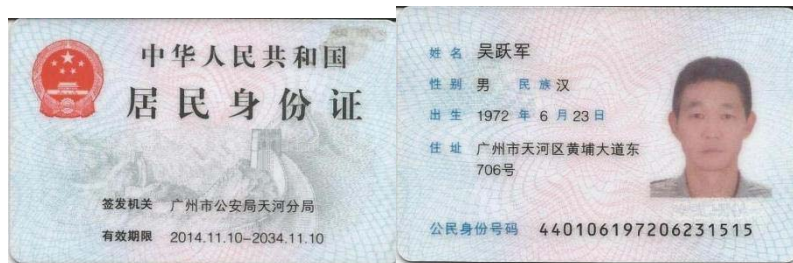 中华人民共和国
居民身份证
签发机关 广州市公安局天河分局
有效期限 2014.11.10-2034.11.10
姓名 吴跃军
性别 男 民族 汉
出生 1972 年 6 月 23 日
住址 广州市天河区黄埔大道东
706号
公民身份号码 440106197206231515